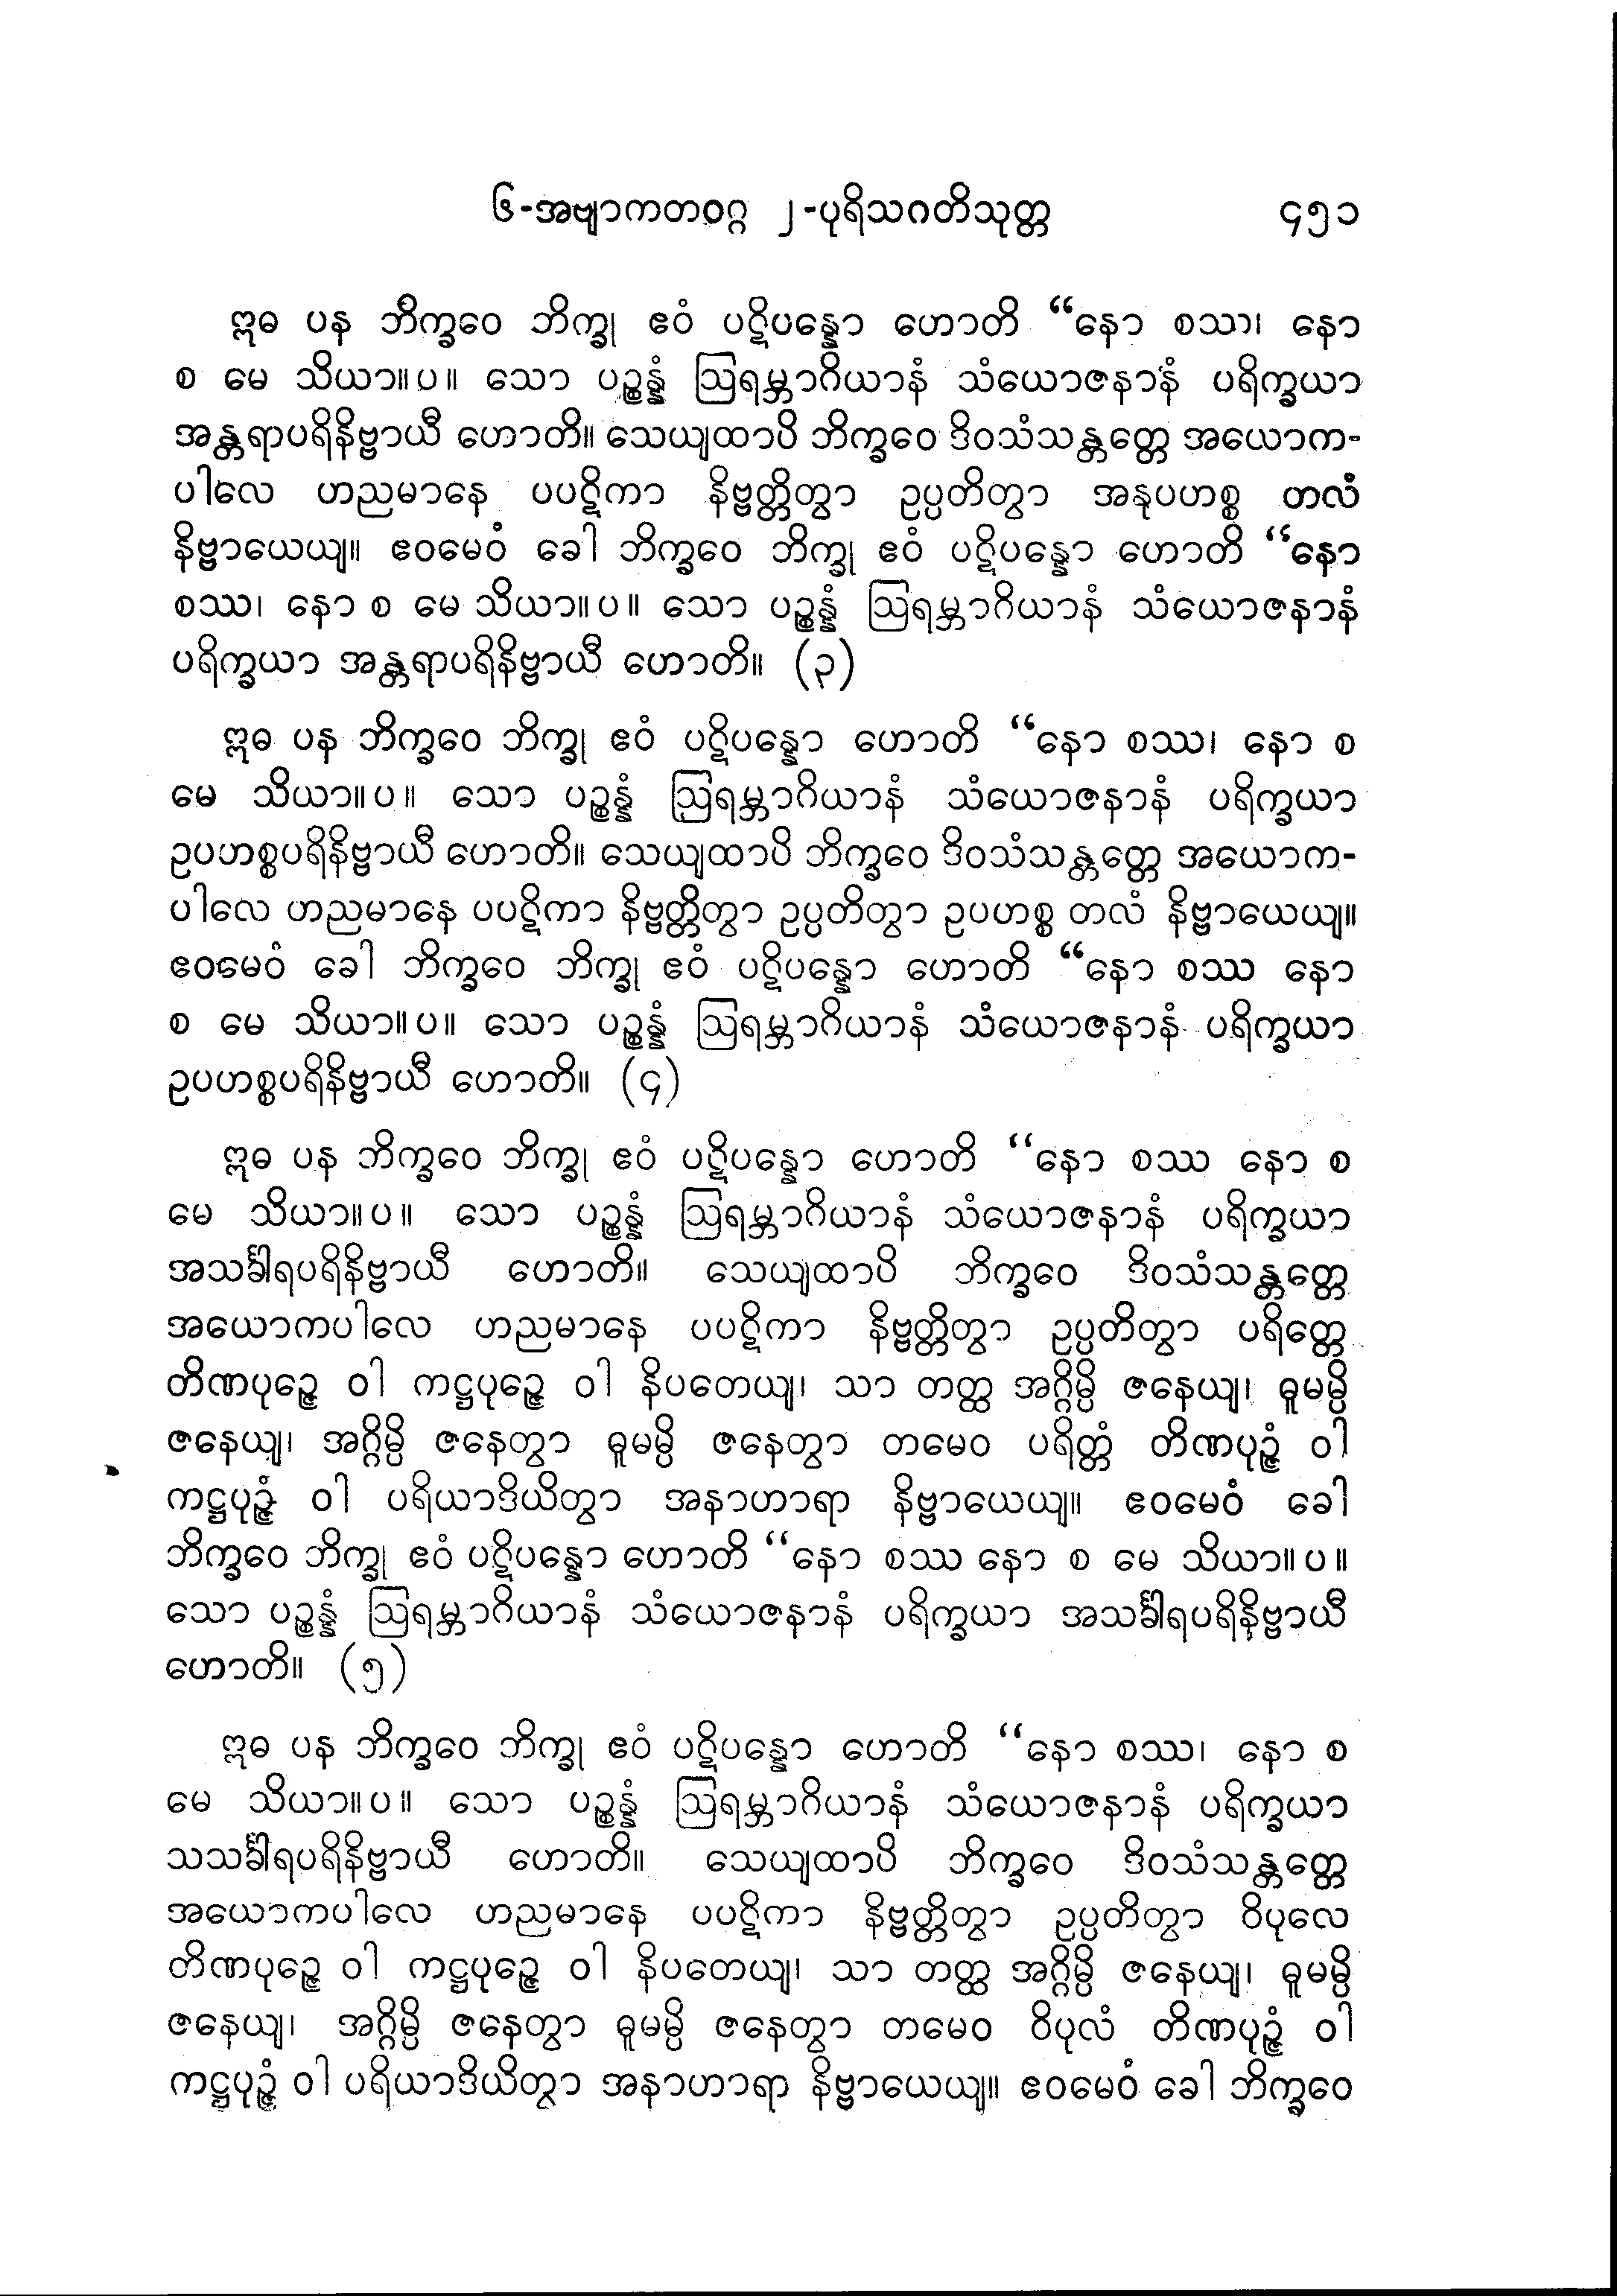 ၆-အဗျာကတဝဂ္ဂ ၂-ပုရိသဂတိသုတ္တ ၄၅၁
ဣဓ ပန ဘိက္ခဝေ ဘိက္ခု ဧဝံ ပဋိပန္နော ဟောတိ “နော စဿ၊ နော
စ မေ သိယာ။ပ။ သော ပဉ္စန္နံ ဩရမ္ဘာဂိယာနံ သံယောဇနာနံ ပရိက္ခယာ
အန္တရာပရိနိဗ္ဗာယီ ဟောတိ။ သေယျထာပိ ဘိက္ခဝေ ဒိဝသံသန္တတ္တေ အယောက-
ပါလေ ဟညမာနေ ပပဋိကာ နိဗ္ဗတ္တိတွာ ဥပ္ပတိတွာ အနုပဟစ္စ တလံ
နိဗ္ဗာယေယျ။ ဧဝမေဝံ ခေါ ဘိက္ခဝေ ဘိက္ခု ဧဝံ ပဋိပန္နော ဟောတိ “နော
စဿ၊ နော စ မေ သိယာ။ပ။ သော ပဉ္စန္နံ ဩရမ္ဘာဂိယာနံ သံယောဇနာနံ
ပရိက္ခယာ အန္တရာပရိနိဗ္ဗာယီ ဟောတိ။ (၃)
ဣဓ ပန ဘိက္ခဝေ ဘိက္ခု ဧဝံ ပဋိပန္နော ဟောတိ “နော စဿ၊ နော စ
မေ သိယာ။ပ။ သော ပဉ္စန္နံ ဩရမ္ဘာဂိယာနံ သံယောဇနာနံ ပရိက္ခယာ
ဥပဟစ္စပရိနိဗ္ဗာယီ ဟောတိ။ သေယျထာပိ ဘိက္ခဝေ ဒိဝသံသန္တတ္တေ အယောက-
ပါလေ ဟညမာနေ ပပဋိကာ နိဗ္ဗတ္တိတွာ ဥပ္ပတိတွာ ဥပဟစ္စ တလံ နိဗ္ဗာယေယျ။
ဧဝမေဝံ ခေါ ဘိက္ခဝေ ဘိက္ခု ဧဝံ ပဋိပန္နော ဟောတိ “နော စဿ နော
စ မေ သိယာ။ပ။ သော ပဉ္စန္နံ ဩရမ္ဘာဂိယာနံ သံယောဇနာနံ ပရိက္ခယာ
ဥပဟစ္စပရိနိဗ္ဗာယီ ဟောတိ။ (၄)
ဣဓ ပန ဘိက္ခဝေ ဘိက္ခု ဧဝံ ပဋိပန္နော ဟောတိ “နော စဿ နော စ
မေ သိယာ။ပ။ သော ပဉ္စန္နံ ဩရမ္ဘာဂိယာနံ သံယောဇနာနံ ပရိက္ခယာ
အသင်္ခါရပရိနိဗ္ဗာယီ ဟောတိ။ သေယျထာပိ ဘိက္ခဝေ ဒိဝသံသန္တတ္တေ
အယောကပါလေ ဟညမာနေ ပပဋိကာ နိဗ္ဗတ္တိတွာ ဥပ္ပတိတွာ ပရိတ္တေ
တိဏပုဉ္ဇေ ဝါ ကဋ္ဌပုဉ္ဇေ ဝါ နိပတေယျ၊ သာ တတ္ထ အဂ္ဂိမ္ပိ ဇနေယျ၊ ဓူမမ္ပိ
ဇနေယျ၊ အဂ္ဂိမ္ပိ ဇနေတွာ ဓူမမ္ပိ ဇနေတွာ တမေဝ ပရိတ္တံ တိဏပုဉ္ဇံ ဝါ
ကဋ္ဌပုဉ္ဇံ ဝါ ပရိယာဒိယိတွာ အနာဟာရာ နိဗ္ဗာယေယျ။ ဧဝမေဝံ ခေါ
ဘိက္ခဝေ ဘိက္ခု ဧဝံ ပဋိပန္နော ဟောတိ “နော စဿ နော စ မေ သိယာ။ပ။
သော ပဉ္စန္နံ ဩရမ္ဘာဂိယာနံ သံယောဇနာနံ ပရိက္ခယာ အသင်္ခါရပရိနိဗ္ဗာယီ
ဟောတိ။ (၅)
ဣဓ ပန ဘိက္ခဝေ ဘိက္ခု ဧဝံ ပဋိပန္နော ဟောတိ “နော စဿ၊ နော စ
မေ သိယာ။ပ။ သော ပဉ္စန္နံ ဩရမ္ဘာဂိယာနံ သံယောဇနာနံ ပရိက္ခယာ
သသင်္ခါရပရိနိဗ္ဗာယီ ဟောတိ။ သေယျထာပိ ဘိက္ခဝေ ဒိဝသံသန္တတ္တေ
အယောကပါလေ ဟညမာနေ ပပဋိကာ နိဗ္ဗတ္တိတွာ ဥပ္ပတိတွာ ဝိပုလေ
တိဏပုဉ္ဇေ ဝါ ကဋ္ဌပုဉ္ဇေ ဝါ နိပတေယျ၊ သာ တတ္ထ အဂ္ဂိမ္ပိ ဇနေယျ၊ ဓူမမ္ပိ
ဇနေယျ၊ အဂ္ဂိမ္ပိ ဇနေတွာ ဓူမမ္ပိ ဇနေတွာ တမေဝ ဝိပုလံ တိဏပုဉ္ဇံ ဝါ
ကဋ္ဌပုဉ္ဇံ ဝါ ပရိယာဒိယိတွာ အနာဟာရာ နိဗ္ဗာယေယျ။ ဧဝမေဝံ ခေါ ဘိက္ခဝေ